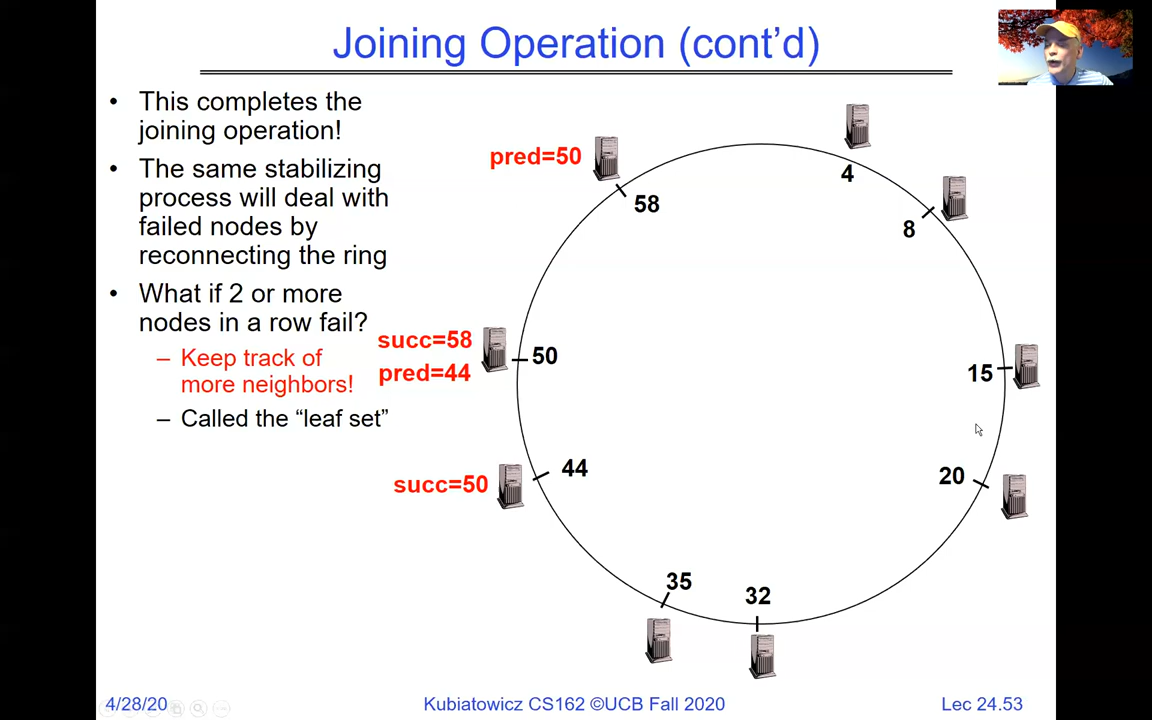 Joining Operation (cont’d)
• This completes the
joining operation!
• The same stabilizing
process will deal with
failed nodes by
reconnecting the ring
• What if 2 or more
nodes in a row fail?
– Keep track of
more neighbors!
– Called the “leaf set”
pred=50
58
4
8
succ=58
pred=44
50
15
succ=50
44
20
35
32
4/28/20
Kubiatowicz CS162 ©UCB Fall 2020
Lec 24.53